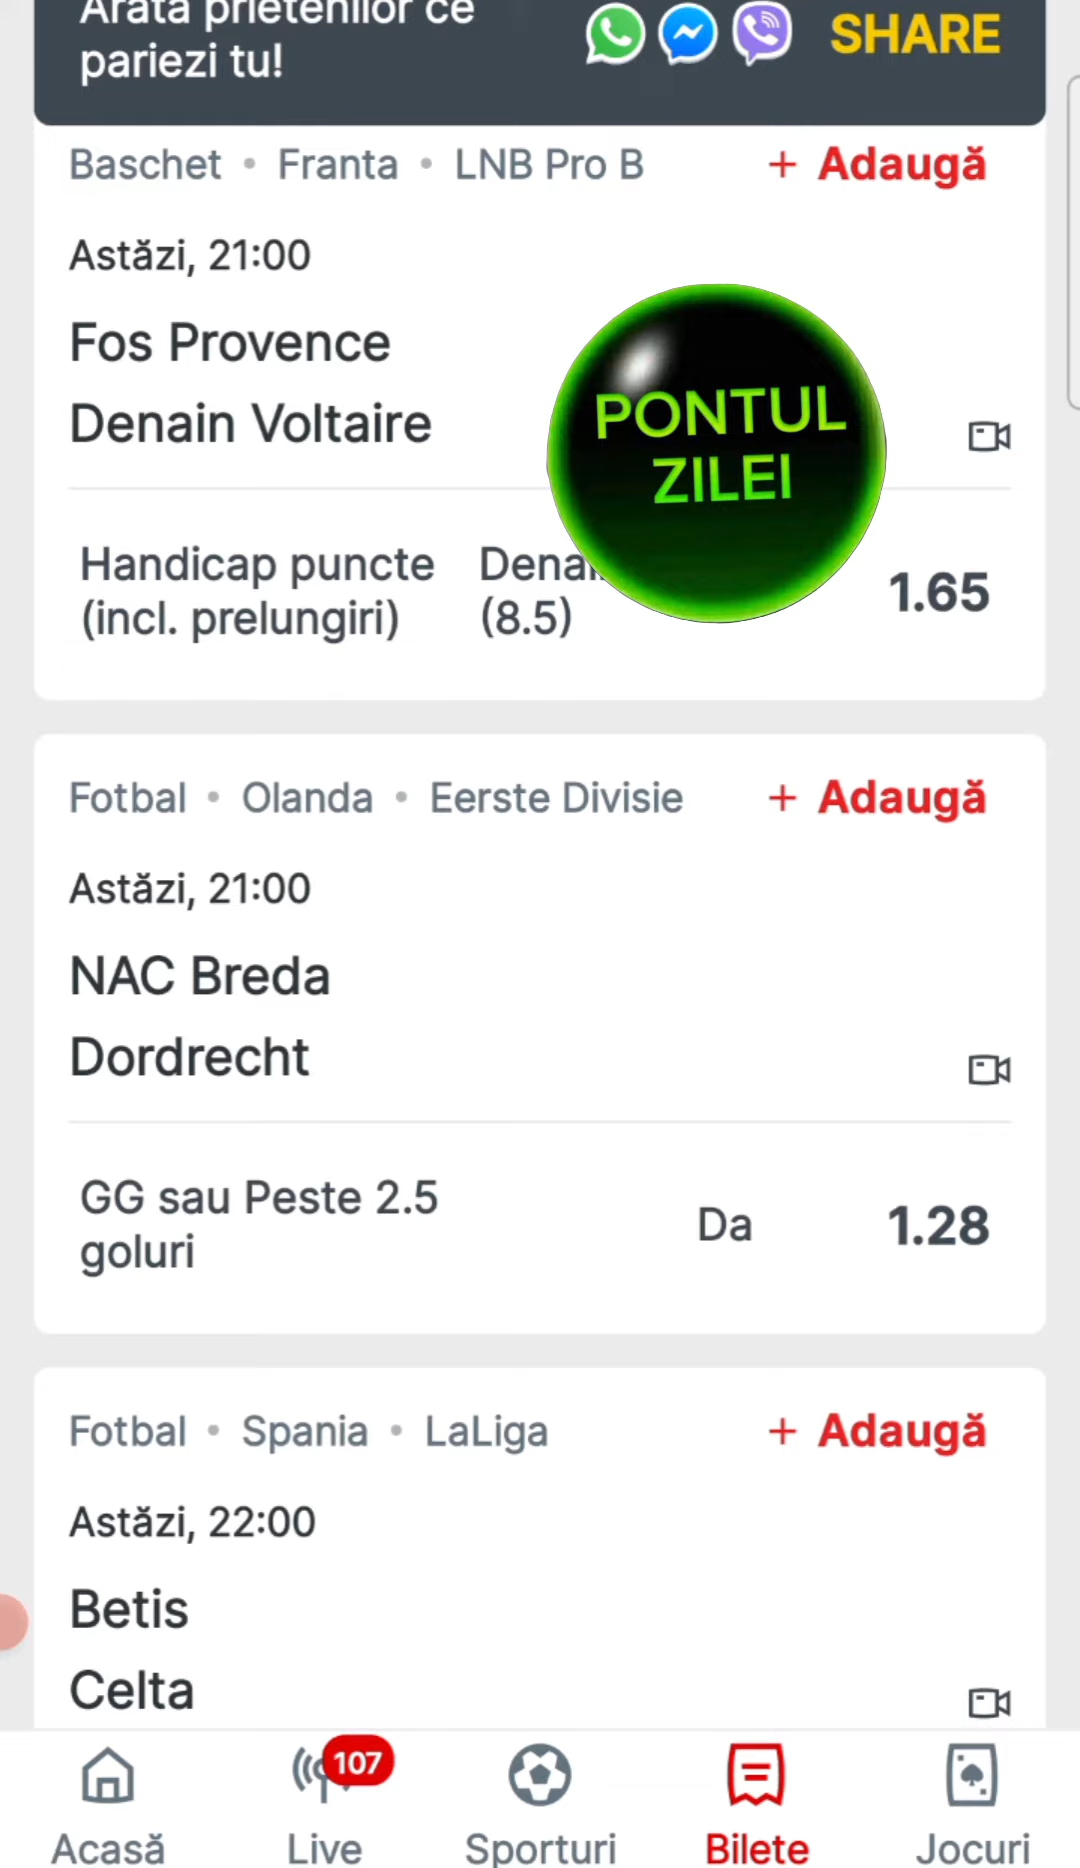 Arată prietenilor ce
pariezi tu!
SHARE
Baschet • Franta • LNB Pro B
+ Adaugă
Astăzi, 21:00
Fos Provence
Denain Voltaire
PONTUL
ZILEI
Handicap puncte
(incl. prelungiri)
(8.5)
1.65
Fotbal • Olanda • Eerste Divisie
+ Adaugă
Astăzi, 21:00
NAC Breda
Dordrecht
GG sau Peste 2.5
goluri
Da
1.28
Fotbal • Spania • LaLiga
+ Adaugă
Astăzi, 22:00
Betis
Celta
107
Acasă
Live
Sporturi
Bilete
Jocuri